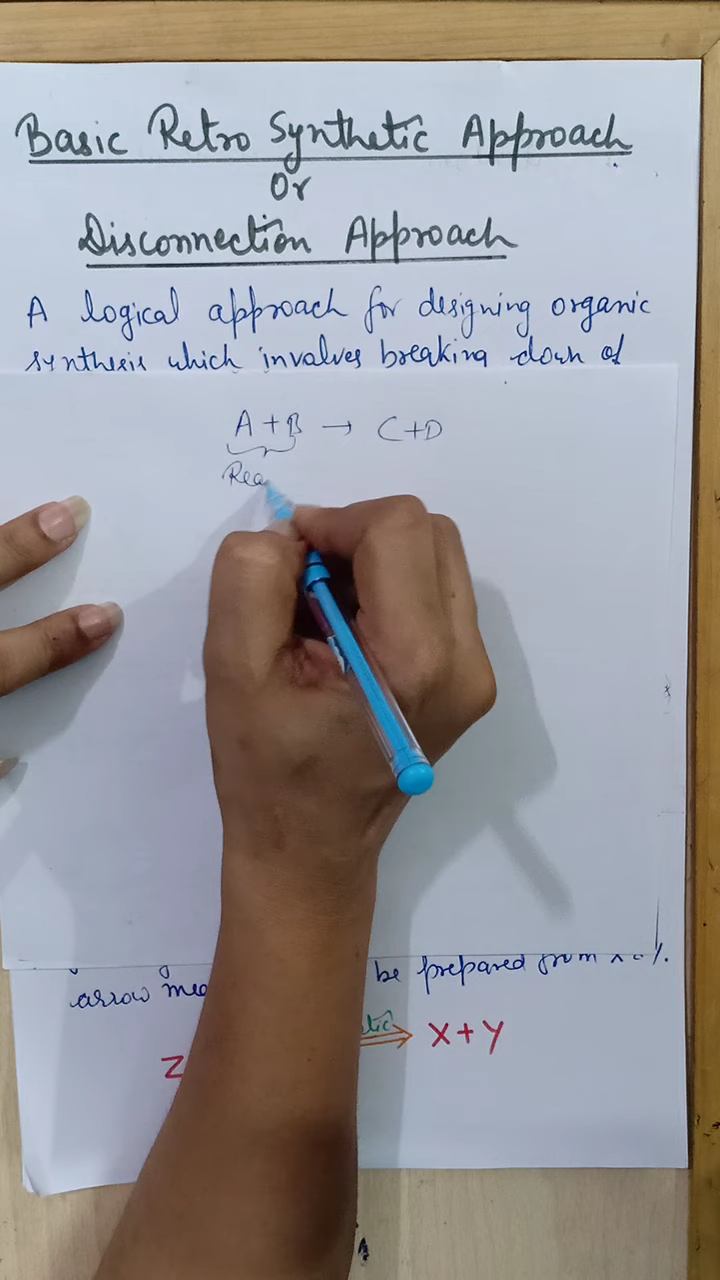 Basic Retro Synthetic Approach
Or
Disconnection Approach
A logical approach for designing organic
synthesis which involves breaking down of
A + B → C+D
Rea
be prepared from
arrow
Z ⇒ X + Y